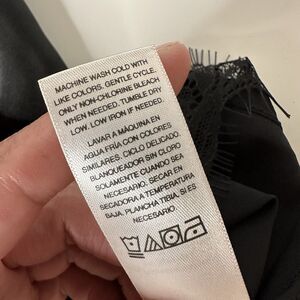 MACHINE WASH COLD WITH
LIKE COLORS. GENTLE CYCLE.
ONLY NON-CHLORINE BLEACH
WHEN NEEDED. TUMBLE DRY
LOW. LOW IRON IF NEEDED.
LAVAR A MAQUINA EN
AGUA FRÍA CON COLORES
SIMILARES. CICLO DELICADO.
BLANQUEADOR SIN CLORO
SOLAMENTE CUANDO SEA
NECESARIO. SECAR EN
SECADORA A TEMPERATURA
BAJA. PLANCHA TIBIA, SI ES
NECESARIO.